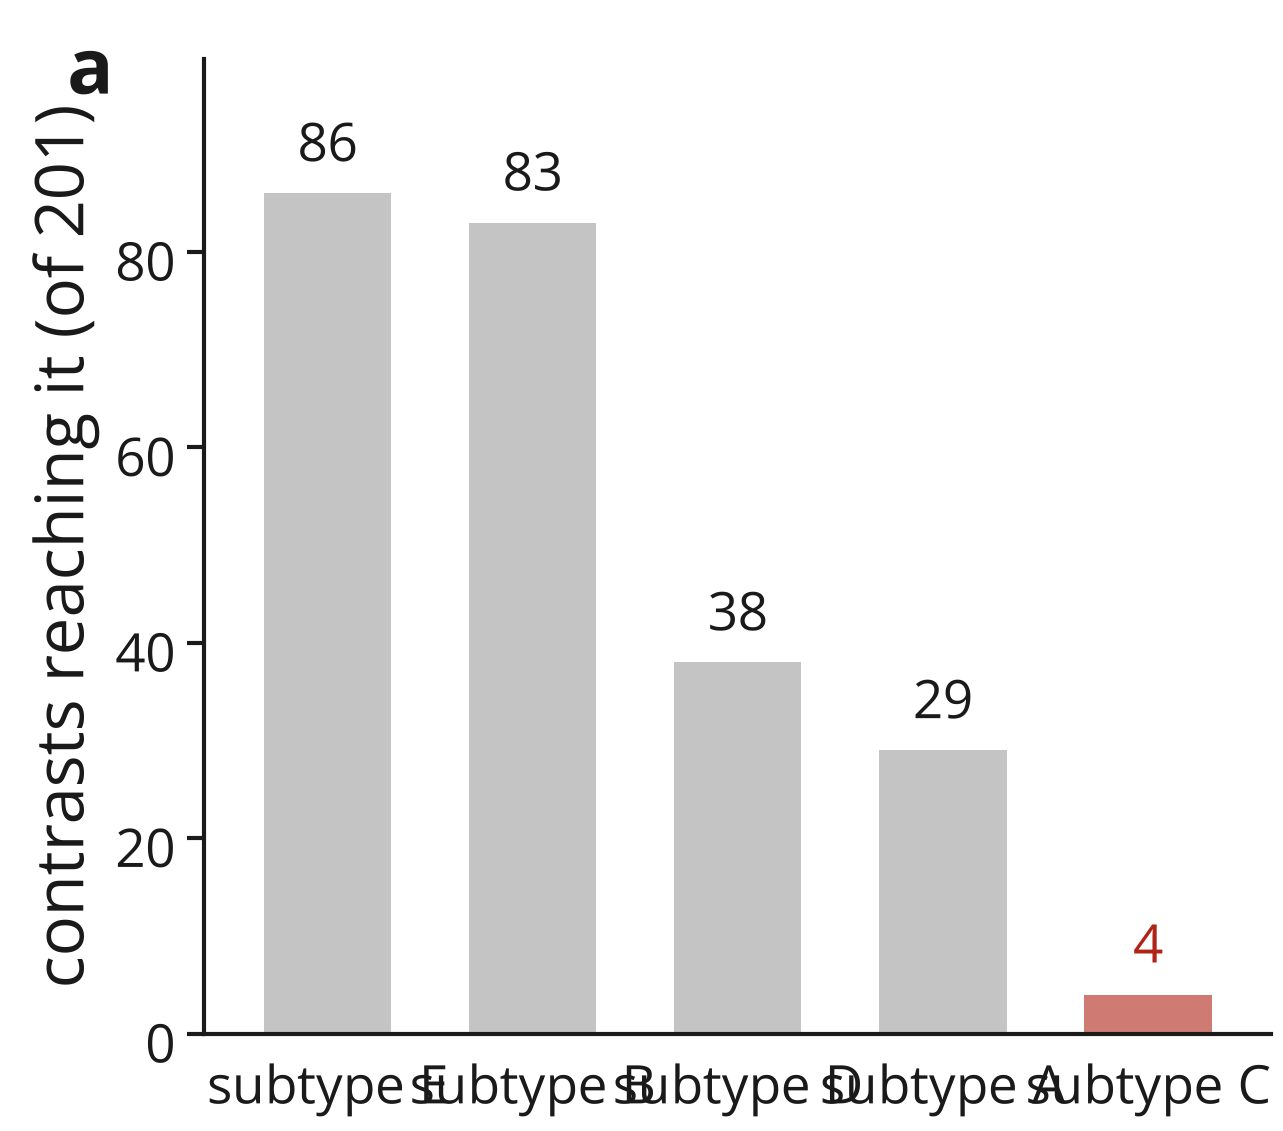 a
contrasts reaching it (of 201)
86
83
38
29
4
80
60
40
20
0
subtype E
subtype B
subtype D
subtype A
subtype C